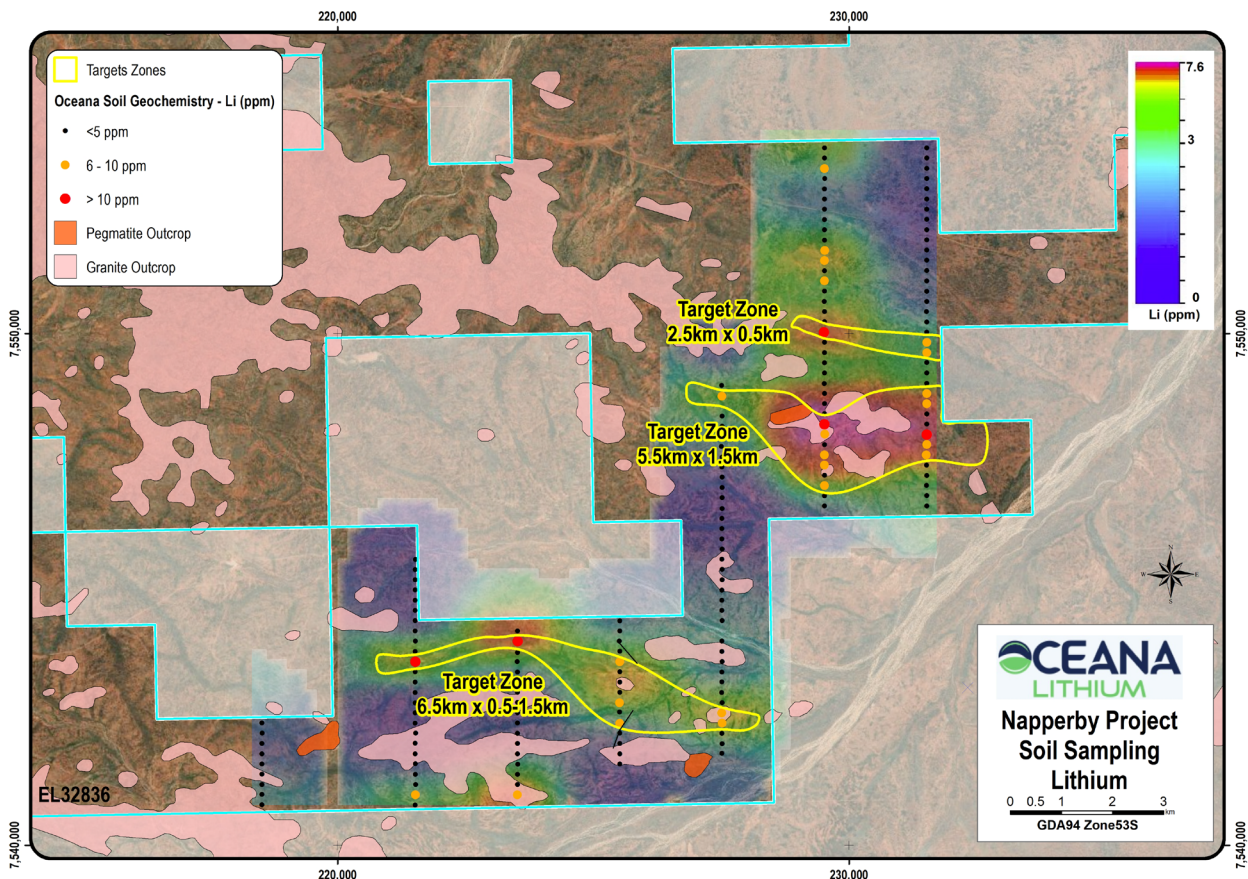 220,000
230,000
Targets Zones
Oceana Soil Geochemistry - Li (ppm)
<5 ppm
6 - 10 ppm
> 10 ppm
Pegmatite Outcrop
Granite Outcrop
7.6
3
0
Li (ppm)
7,550,000
7,550,000
Target Zone
2.5km x 0.5km
Target Zone
5.5km x 1.5km
Target Zone
6.5km x 0.5-1.5km
N
W
E
S
EL32836
OCEANA
LITHIUM
Napperby Project
Soil Sampling
Lithium
0 0.5 1 2 3
km
GDA94 Zone53S
7,540,000
7,540,000
220,000
230,000